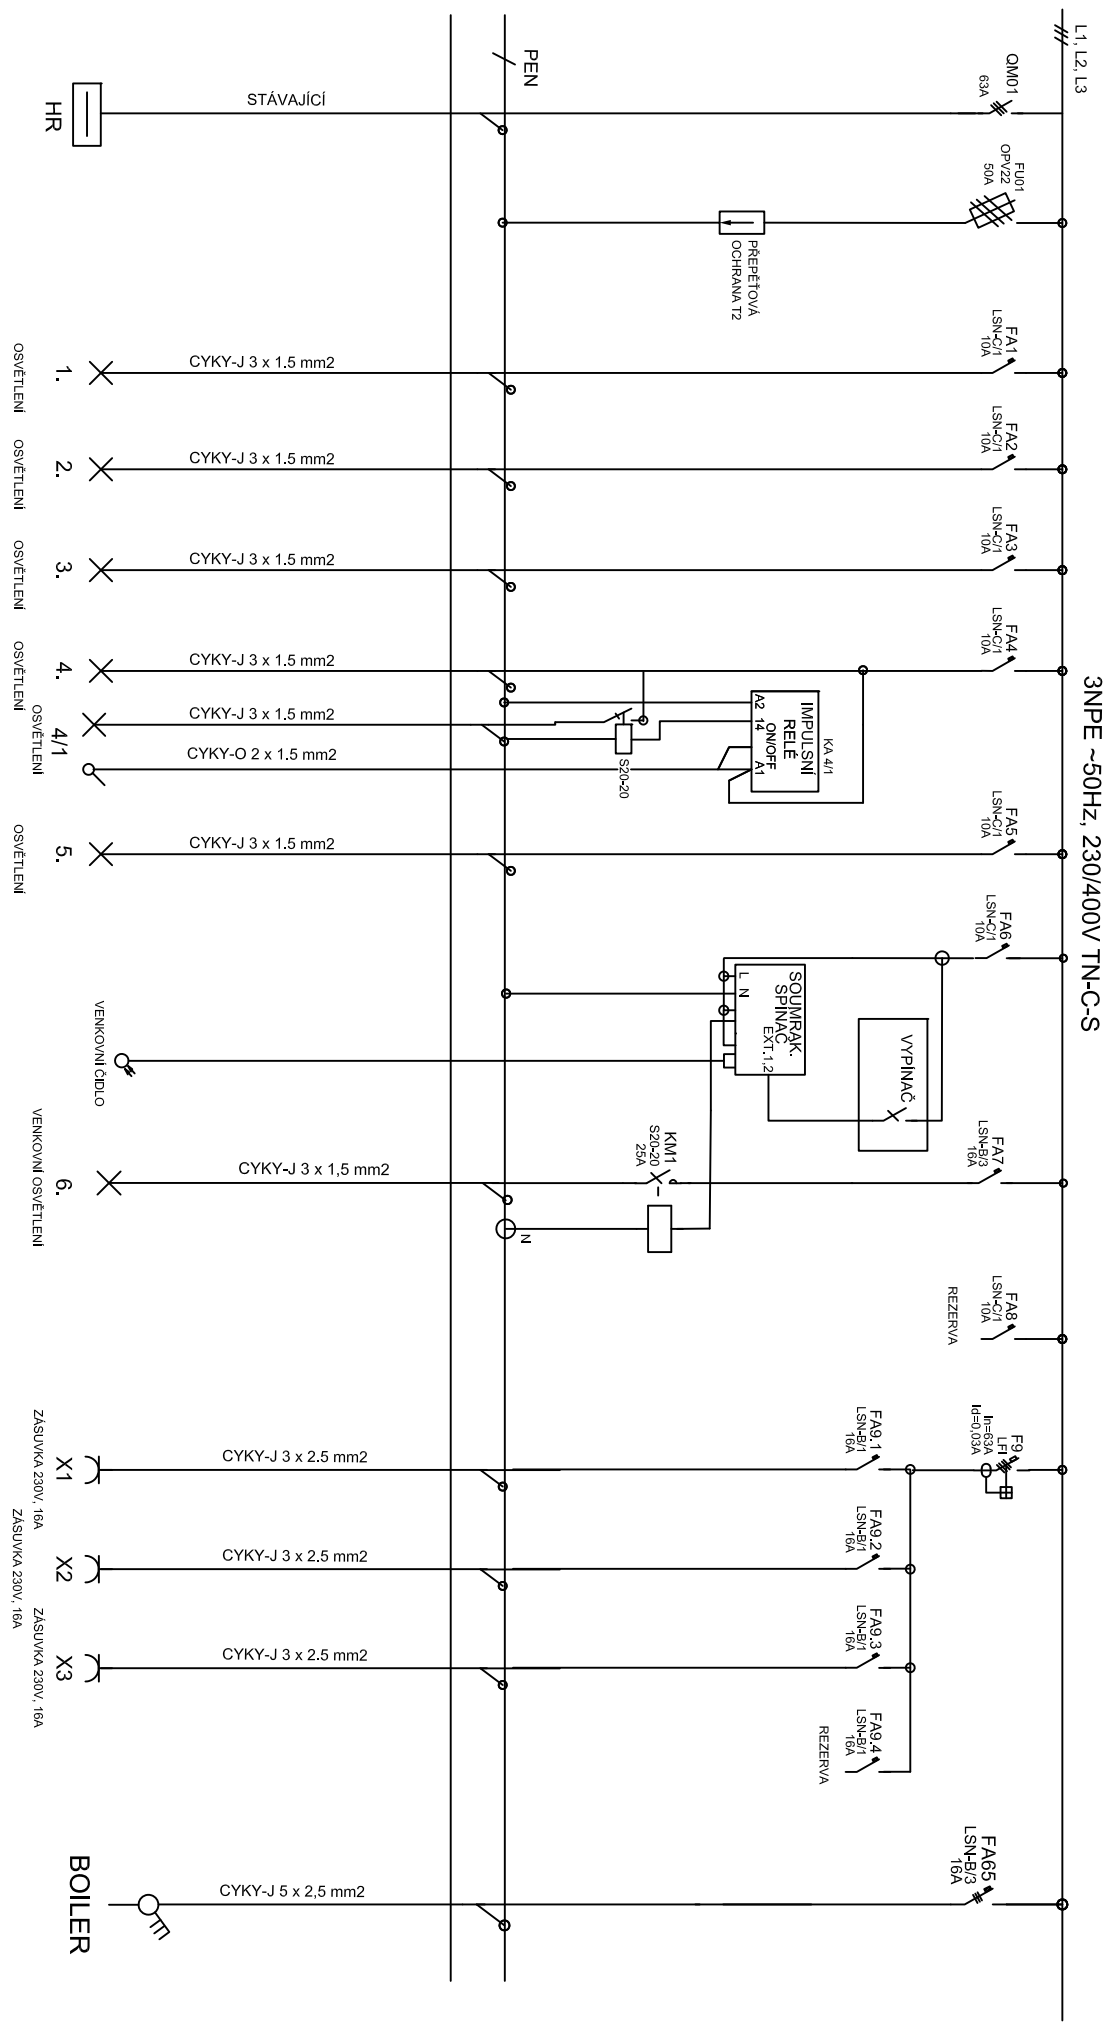 3NPE ~50Hz, 230/400V TN-C-S
L1, L2, L3
PEN
QM01
63A
STÁVAJÍCÍ
HR
FU01
OPV22
50A
PŘEPĚŤOVÁ
OCHRANA T2
FA1
LSN-C/1
10A
CYKY-J 3 x 1.5 mm2
1.
OSVĚTLENÍ
FA2
LSN-C/1
10A
CYKY-J 3 x 1.5 mm2
2.
OSVĚTLENÍ
FA3
LSN-C/1
10A
CYKY-J 3 x 1.5 mm2
3.
OSVĚTLENÍ
FA4
LSN-C/1
10A
CYKY-J 3 x 1.5 mm2
4.
OSVĚTLENÍ
KA 4/1
IMPULSNÍ
RELÉ
ON/OFF
A2 14 A1
S20-20
CYKY-J 3 x 1.5 mm2
CYKY-O 2 x 1.5 mm2
4/1
OSVĚTLENÍ
FA5
LSN-C/1
10A
CYKY-J 3 x 1.5 mm2
5.
OSVĚTLENÍ
FA6
LSN-C/1
10A
VYPÍNAČ
SOUMRAK.
SPÍNAČ
EXT.1,2
L N
VENKOVNÍ ČIDLO
FA7
LSN-B/3
16A
KM1
S20-20
25A
N
CYKY-J 3 x 1,5 mm2
6.
VENKOVNÍ OSVĚTLENÍ
FA8
LSN-C/1
10A
REZERVA
F9
LFI
In=63A
Id=0,03A
FA9.1
LSN-B/1
16A
CYKY-J 3 x 2.5 mm2
X1
ZÁSUVKA 230V, 16A
FA9.2
LSN-B/1
16A
CYKY-J 3 x 2.5 mm2
X2
ZÁSUVKA 230V, 16A
FA9.3
LSN-B/1
16A
CYKY-J 3 x 2.5 mm2
X3
ZÁSUVKA 230V, 16A
FA9.4
LSN-B/1
16A
REZERVA
FA65
LSN-B/3
16A
CYKY-J 5 x 2,5 mm2
BOILER